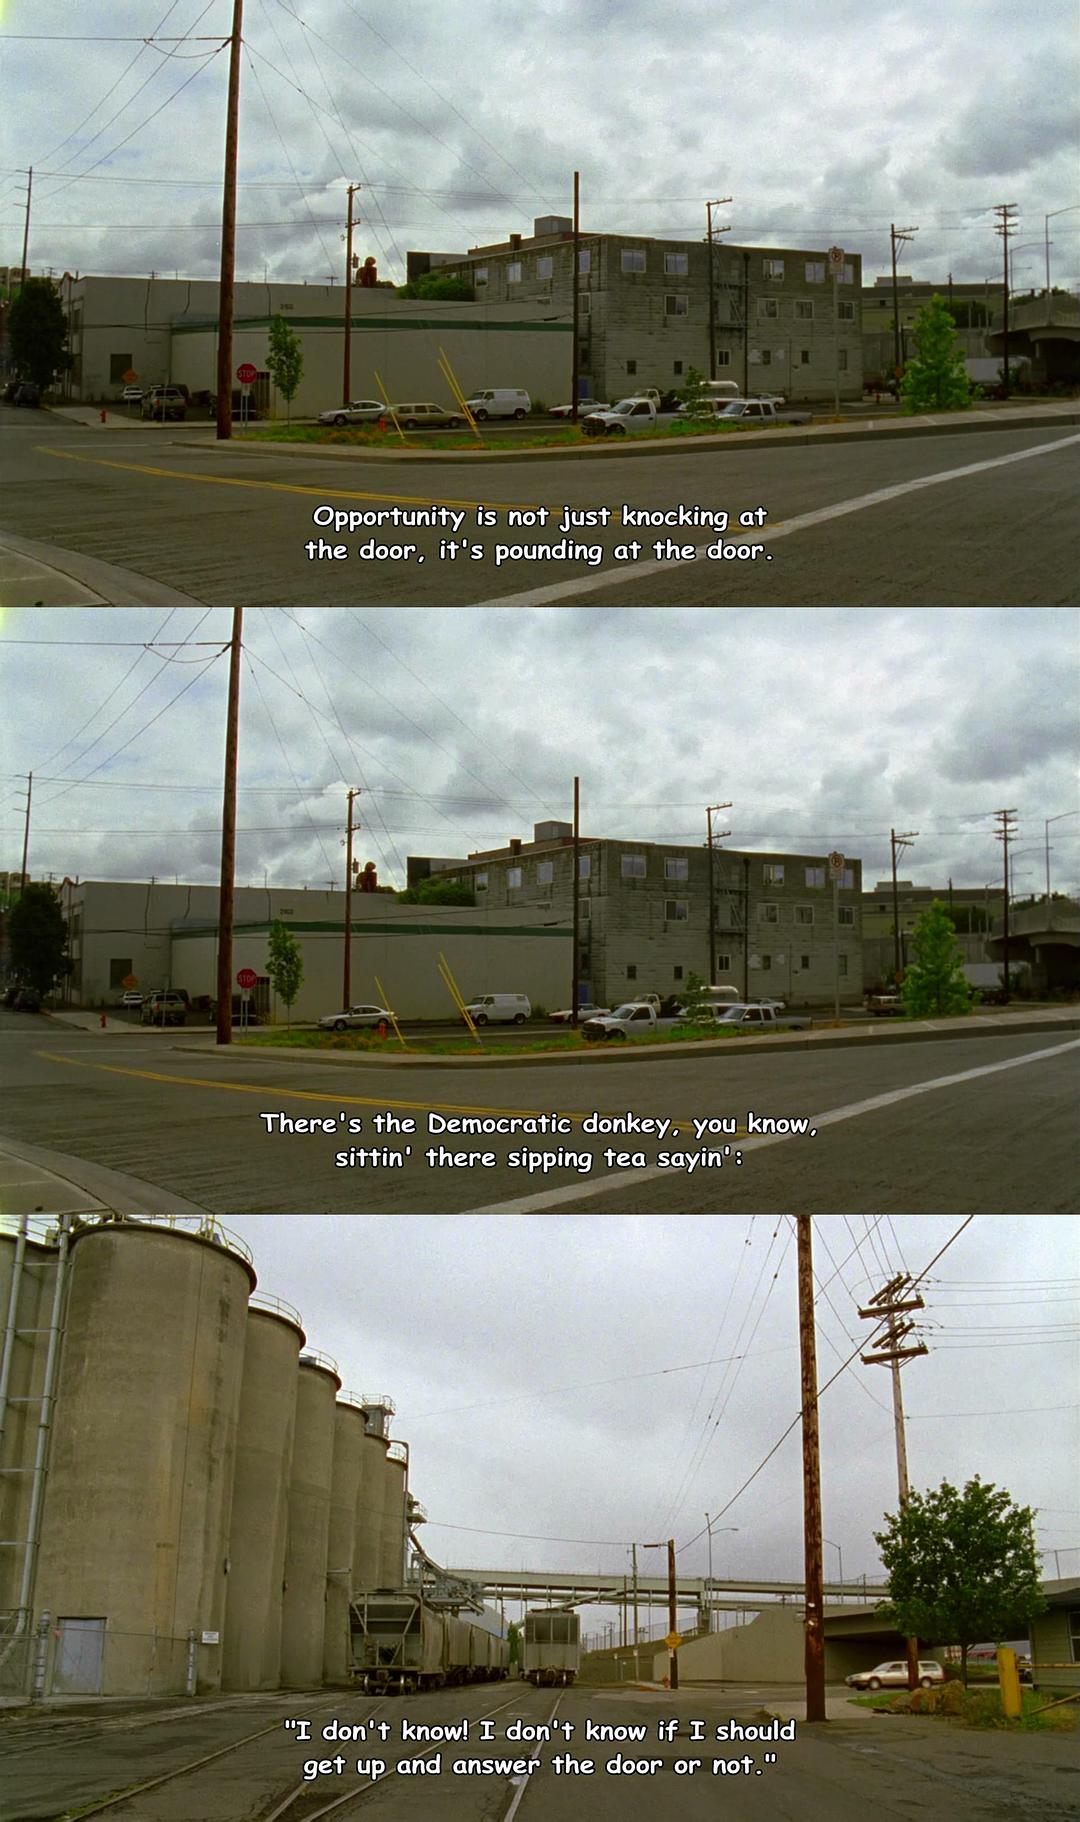 Opportunity is not just knocking at
the door, it's pounding at the door.
STOP
There's the Democratic donkey, you know,
sittin' there sipping tea sayin':
STOP
"I don't know! I don't know if I should
get up and answer the door or not."